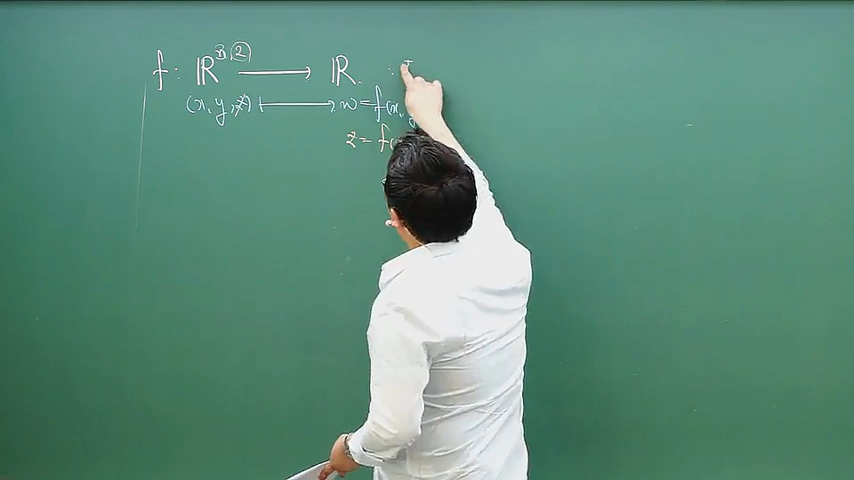 f : ℝ³,② ⟶ ℝ :
(x, y, z) ⟼ w = f(x, y
z = f(